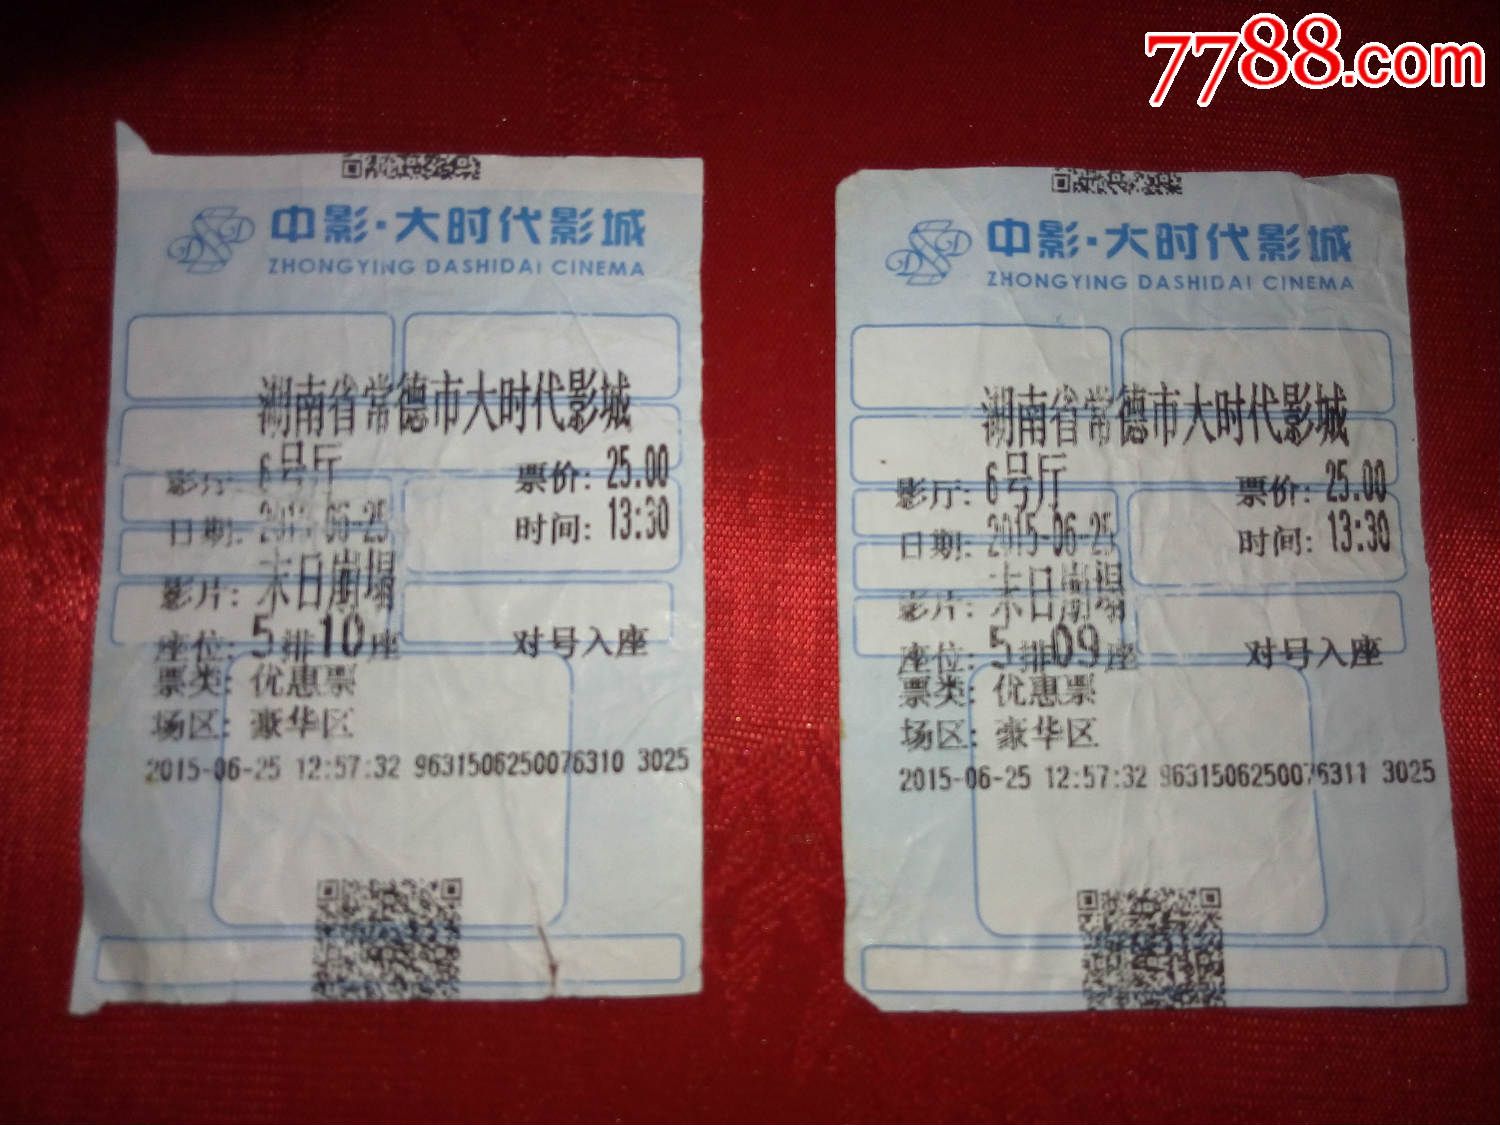 7788.com
中影·大时代影城
ZHONGYING DASHIDAI CINEMA
湖南省常德市大时代影城
影厅: 6号厅 票价: 25.00
日期: 2015-06-25 时间: 13:30
影片: 末日崩塌
座位: 5排10座 对号入座
票类: 优惠票
场区: 豪华区
2015-06-25 12:57:32 9631506250076310 3025
中影·大时代影城
ZHONGYING DASHIDAI CINEMA
湖南省常德市大时代影城
影厅: 6号厅 票价: 25.00
日期: 2015-06-25 时间: 13:30
影片: 末日崩塌
座位: 5排09座 对号入座
票类: 优惠票
场区: 豪华区
2015-06-25 12:57:32 9631506250076311 3025